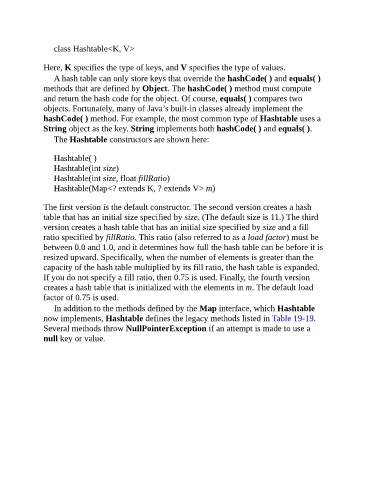 class Hashtable<K, V>
Here, K specifies the type of keys, and V specifies the type of values.
A hash table can only store keys that override the hashCode( ) and equals( )
methods that are defined by Object. The hashCode( ) method must compute
and return the hash code for the object. Of course, equals( ) compares two
objects. Fortunately, many of Java's built-in classes already implement the
hashCode( ) method. For example, the most common type of Hashtable uses a
String object as the key. String implements both hashCode( ) and equals( ).
The Hashtable constructors are shown here:
Hashtable( )
Hashtable(int size)
Hashtable(int size, float fillRatio)
Hashtable(Map<? extends K, ? extends V> m)
The first version is the default constructor. The second version creates a hash
table that has an initial size specified by size. (The default size is 11.) The third
version creates a hash table that has an initial size specified by size and a fill
ratio specified by fillRatio. This ratio (also referred to as a load factor) must be
between 0.0 and 1.0, and it determines how full the hash table can be before it is
resized upward. Specifically, when the number of elements is greater than the
capacity of the hash table multiplied by its fill ratio, the hash table is expanded.
If you do not specify a fill ratio, then 0.75 is used. Finally, the fourth version
creates a hash table that is initialized with the elements in m. The default load
factor of 0.75 is used.
In addition to the methods defined by the Map interface, which Hashtable
now implements, Hashtable defines the legacy methods listed in Table 19-19.
Several methods throw NullPointerException if an attempt is made to use a
null key or value.